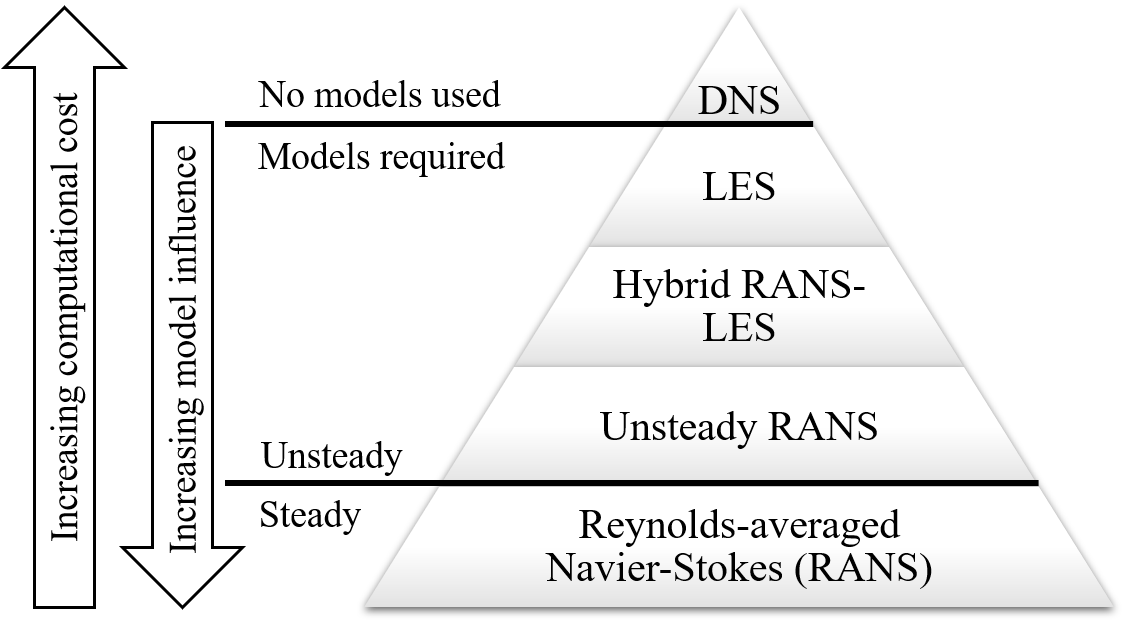 Increasing computational cost
Increasing model influence
No models used
Models required
Unsteady
Steady
DNS
LES
Hybrid RANS-
LES
Unsteady RANS
Reynolds-averaged
Navier-Stokes (RANS)